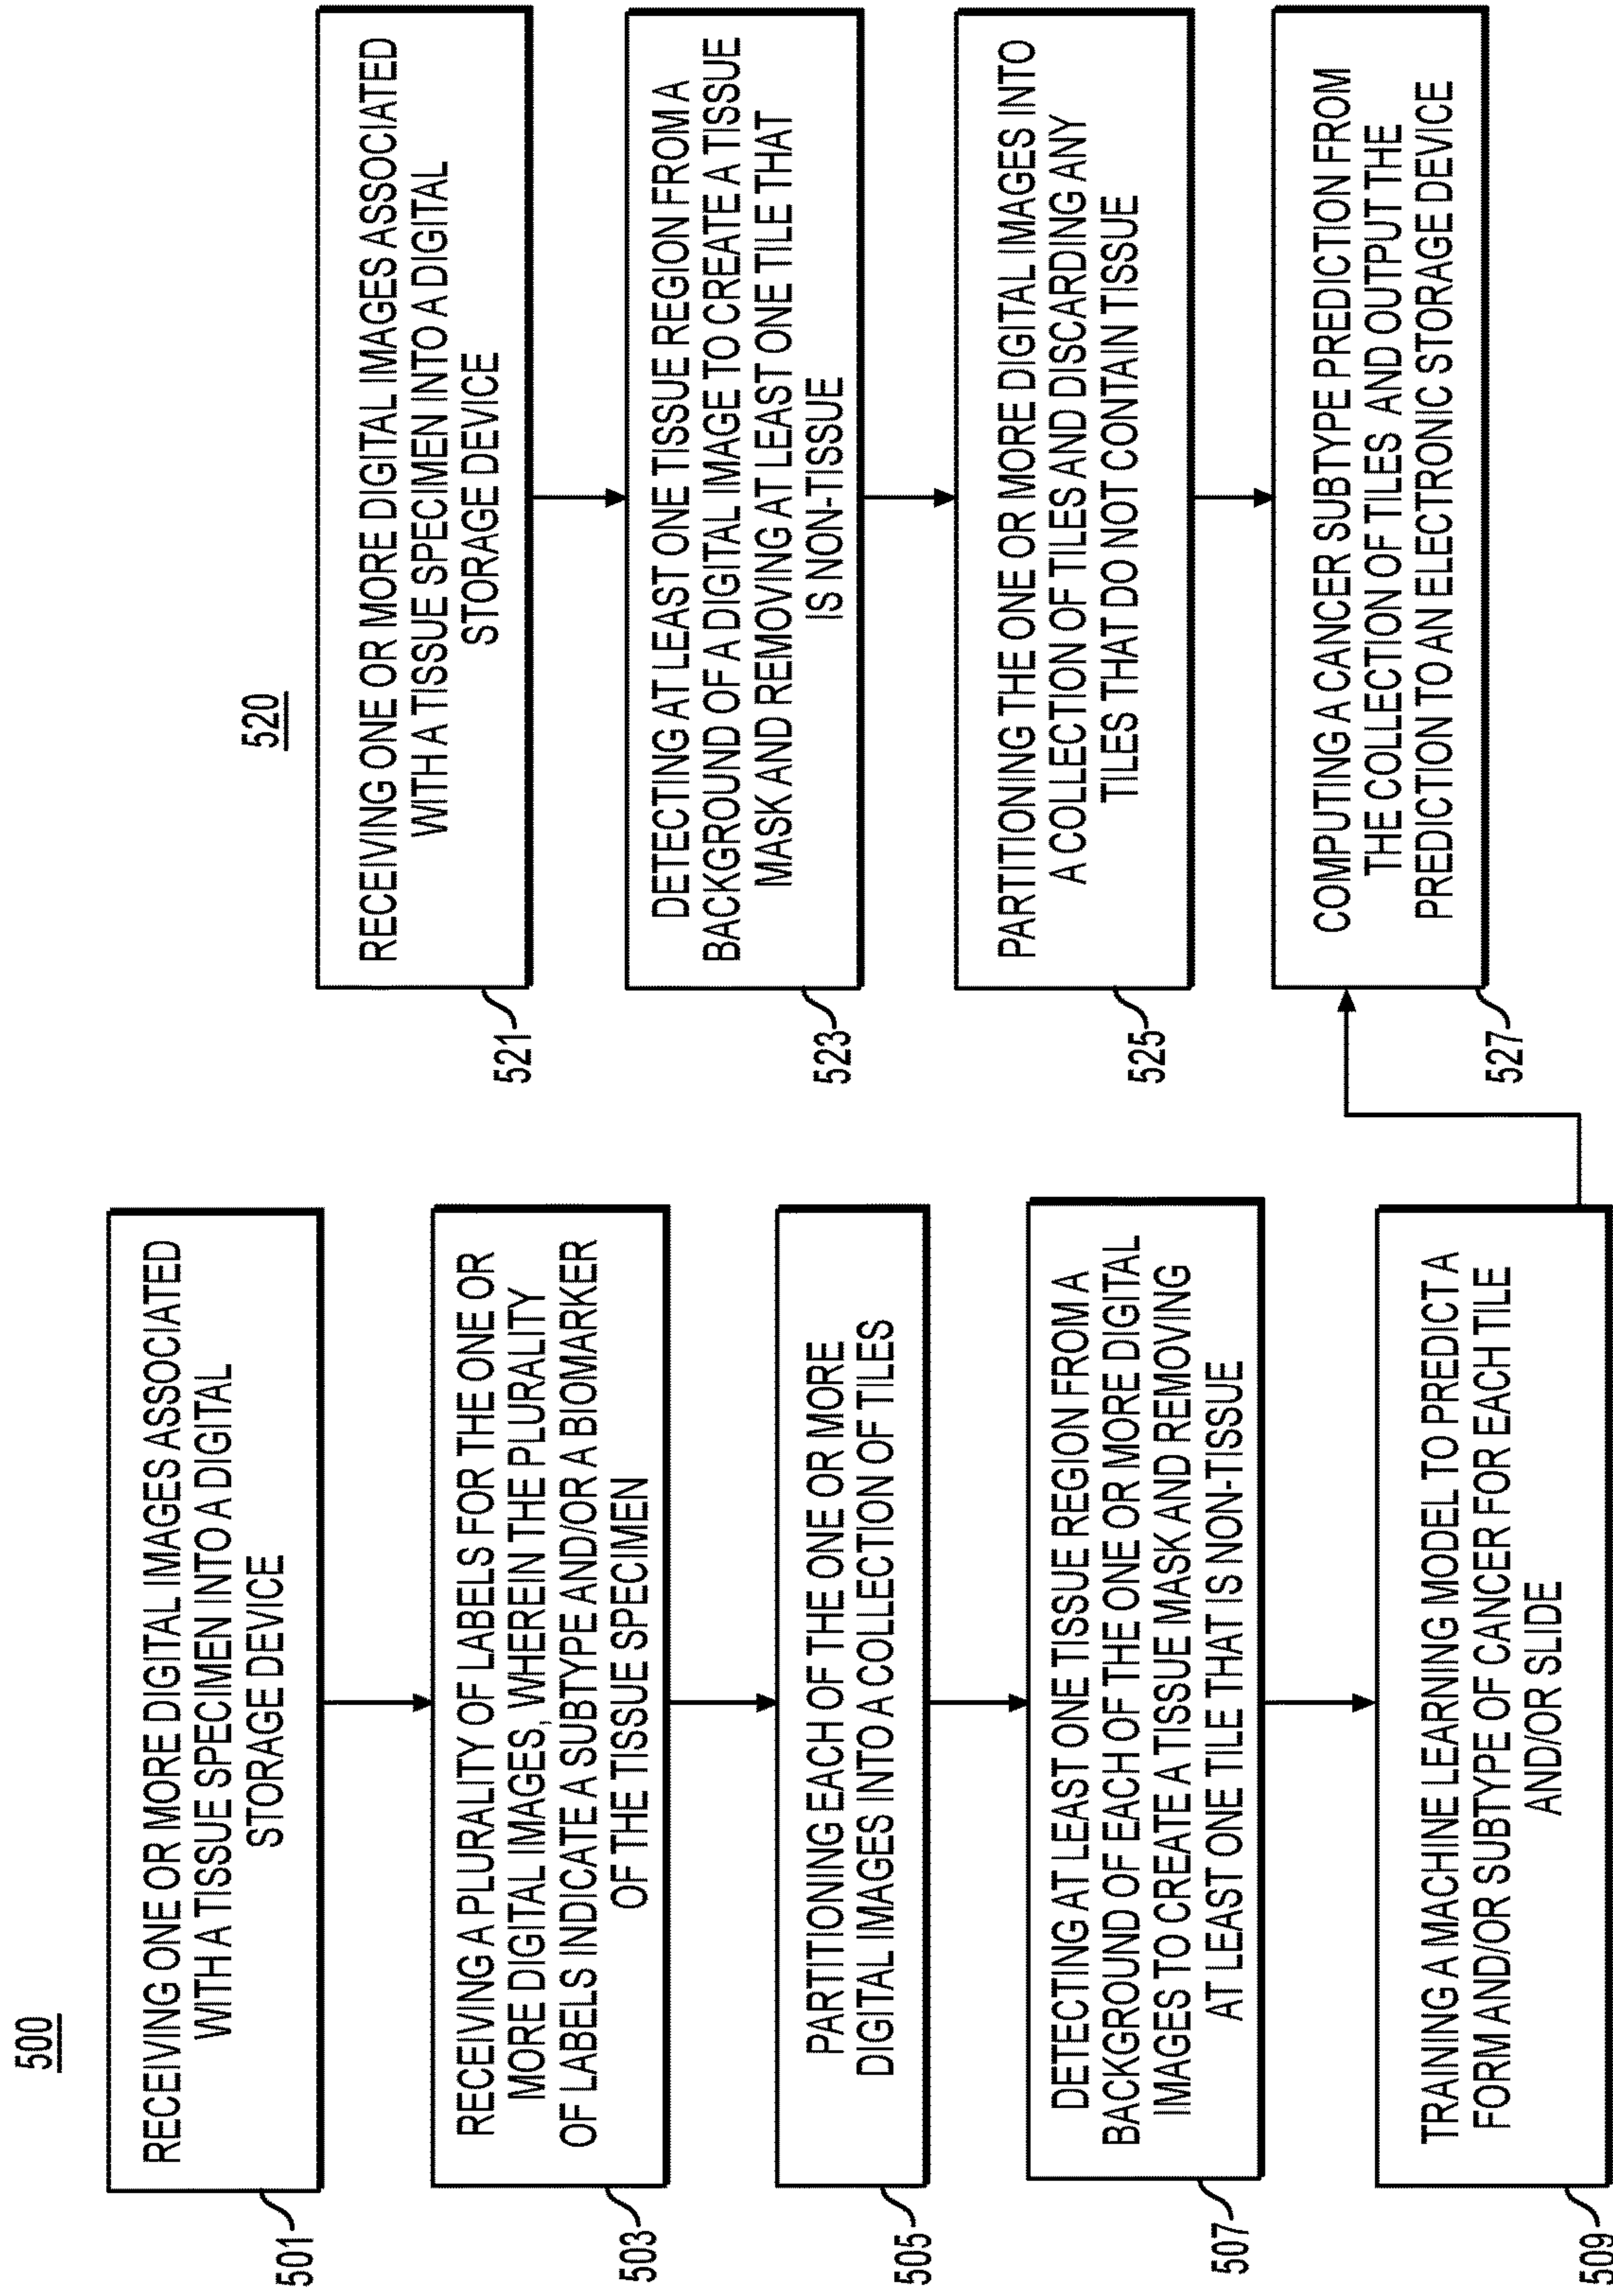 500
RECEIVING ONE OR MORE DIGITAL IMAGES ASSOCIATED
WITH A TISSUE SPECIMEN INTO A DIGITAL
STORAGE DEVICE
501
RECEIVING A PLURALITY OF LABELS FOR THE ONE OR
MORE DIGITAL IMAGES, WHEREIN THE PLURALITY
OF LABELS INDICATE A SUBTYPE AND/OR A BIOMARKER
OF THE TISSUE SPECIMEN
503
PARTITIONING EACH OF THE ONE OR MORE
DIGITAL IMAGES INTO A COLLECTION OF TILES
505
DETECTING AT LEAST ONE TISSUE REGION FROM A
BACKGROUND OF EACH OF THE ONE OR MORE DIGITAL
IMAGES TO CREATE A TISSUE MASK AND REMOVING
AT LEAST ONE TILE THAT IS NON-TISSUE
507
TRAINING A MACHINE LEARNING MODEL TO PREDICT A
FORM AND/OR SUBTYPE OF CANCER FOR EACH TILE
AND/OR SLIDE
509
520
RECEIVING ONE OR MORE DIGITAL IMAGES ASSOCIATED
WITH A TISSUE SPECIMEN INTO A DIGITAL
STORAGE DEVICE
521
DETECTING AT LEAST ONE TISSUE REGION FROM A
BACKGROUND OF A DIGITAL IMAGE TO CREATE A TISSUE
MASK AND REMOVING AT LEAST ONE TILE THAT
IS NON-TISSUE
523
PARTITIONING THE ONE OR MORE DIGITAL IMAGES INTO
A COLLECTION OF TILES AND DISCARDING ANY
TILES THAT DO NOT CONTAIN TISSUE
525
COMPUTING A CANCER SUBTYPE PREDICTION FROM
THE COLLECTION OF TILES AND OUTPUT THE
PREDICTION TO AN ELECTRONIC STORAGE DEVICE
527